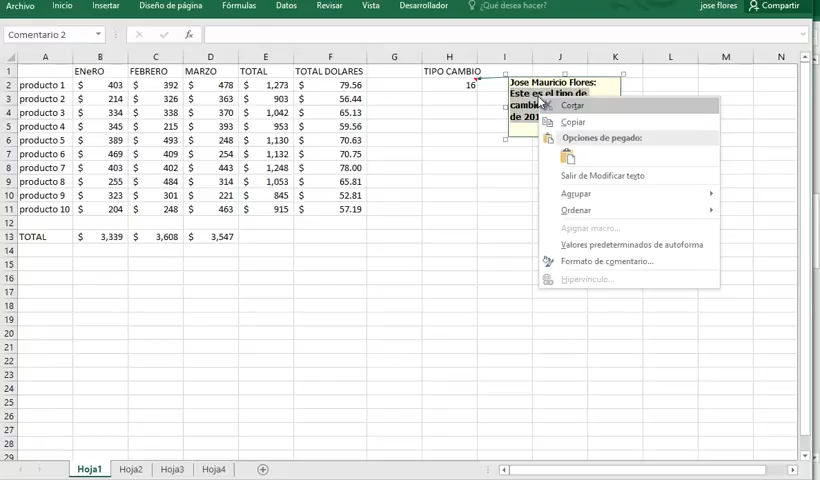 Archivo Inicio Insertar Diseño de página Fórmulas Datos Revisar Vista Desarrollador ¿Qué desea hacer? jose flores Compartir
Comentario 2 fx
A B C D E F G H I J K L M N
1 ENeRO FEBRERO MARZO TOTAL TOTAL DOLARES TIPO CAMBIO
2 producto 1 $ 403 $ 392 $ 478 $ 1,273 $ 79.56 16
3 producto 2 $ 214 $ 326 $ 363 $ 903 $ 56.44
4 producto 3 $ 334 $ 338 $ 370 $ 1,042 $ 65.13
5 producto 4 $ 345 $ 215 $ 393 $ 953 $ 59.56
6 producto 5 $ 389 $ 493 $ 248 $ 1,130 $ 70.63
7 producto 6 $ 469 $ 409 $ 254 $ 1,132 $ 70.75
8 producto 7 $ 403 $ 402 $ 443 $ 1,248 $ 78.00
9 producto 8 $ 255 $ 484 $ 314 $ 1,053 $ 65.81
10 producto 9 $ 323 $ 301 $ 221 $ 845 $ 52.81
11 producto 10 $ 204 $ 248 $ 463 $ 915 $ 57.19
12
13 TOTAL $ 3,339 $ 3,608 $ 3,547
14
15
16
17
18
19
20
21
22
23
24
25
26
27
28
29
Jose Mauricio Flores:
Este es el tipo de
de 201
Cortar
Copiar
Opciones de pegado:
Salir de Modificar texto
Agrupar
Ordenar
Asignar macro...
Valores predeterminados de autoforma
Formato de comentario...
Hipervínculo...
Hoja1 Hoja2 Hoja3 Hoja4